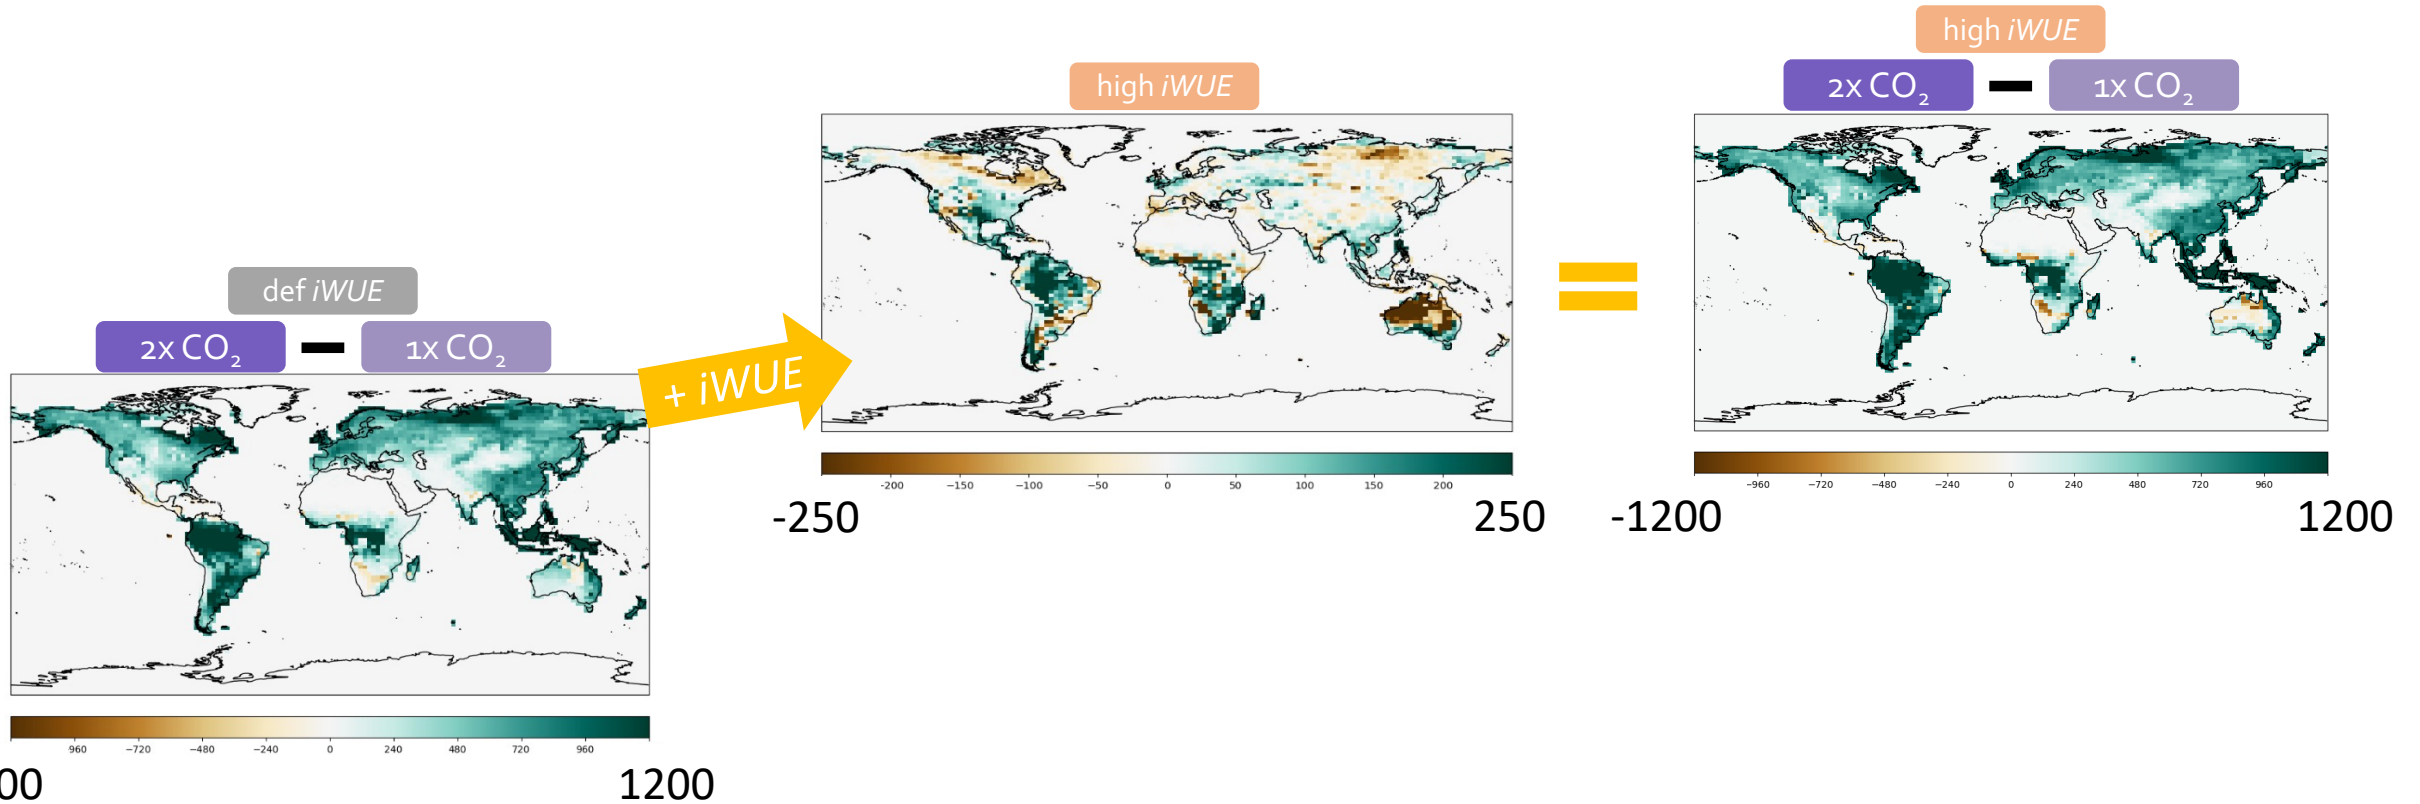 high iWUE
2x CO₂ − 1x CO₂
high iWUE
def iWUE
2x CO₂ − 1x CO₂
+ iWUE
=
-200 -150 -100 -50 0 50 100 150 200
-250 250
-960 -720 -480 -240 0 240 480 720 960
-1200 1200
960 -720 -480 -240 0 240 480 720 960
00 1200